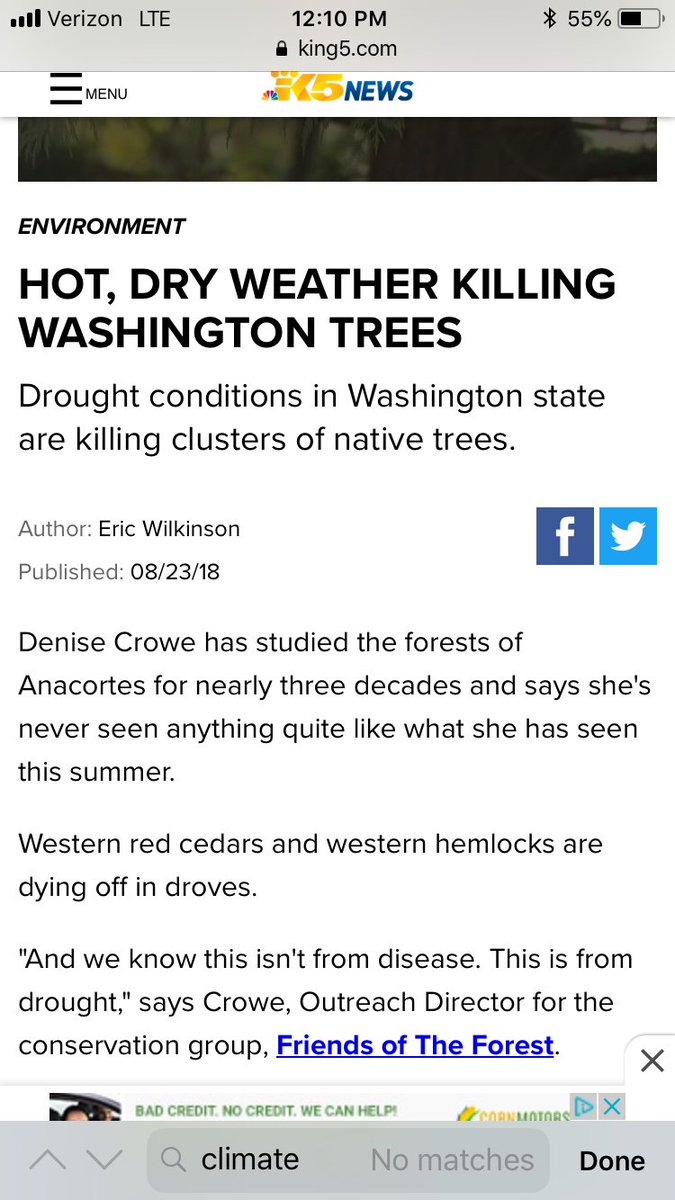 Verizon LTE 12:10 PM 55%
king5.com
MENU K5 NEWS
ENVIRONMENT
HOT, DRY WEATHER KILLING
WASHINGTON TREES
Drought conditions in Washington state
are killing clusters of native trees.
Author: Eric Wilkinson
Published: 08/23/18
Denise Crowe has studied the forests of
Anacortes for nearly three decades and says she's
never seen anything quite like what she has seen
this summer.
Western red cedars and western hemlocks are
dying off in droves.
"And we know this isn't from disease. This is from
drought," says Crowe, Outreach Director for the
conservation group, Friends of The Forest.
BAD CREDIT. NO CREDIT. WE CAN HELP!
climate No matches Done